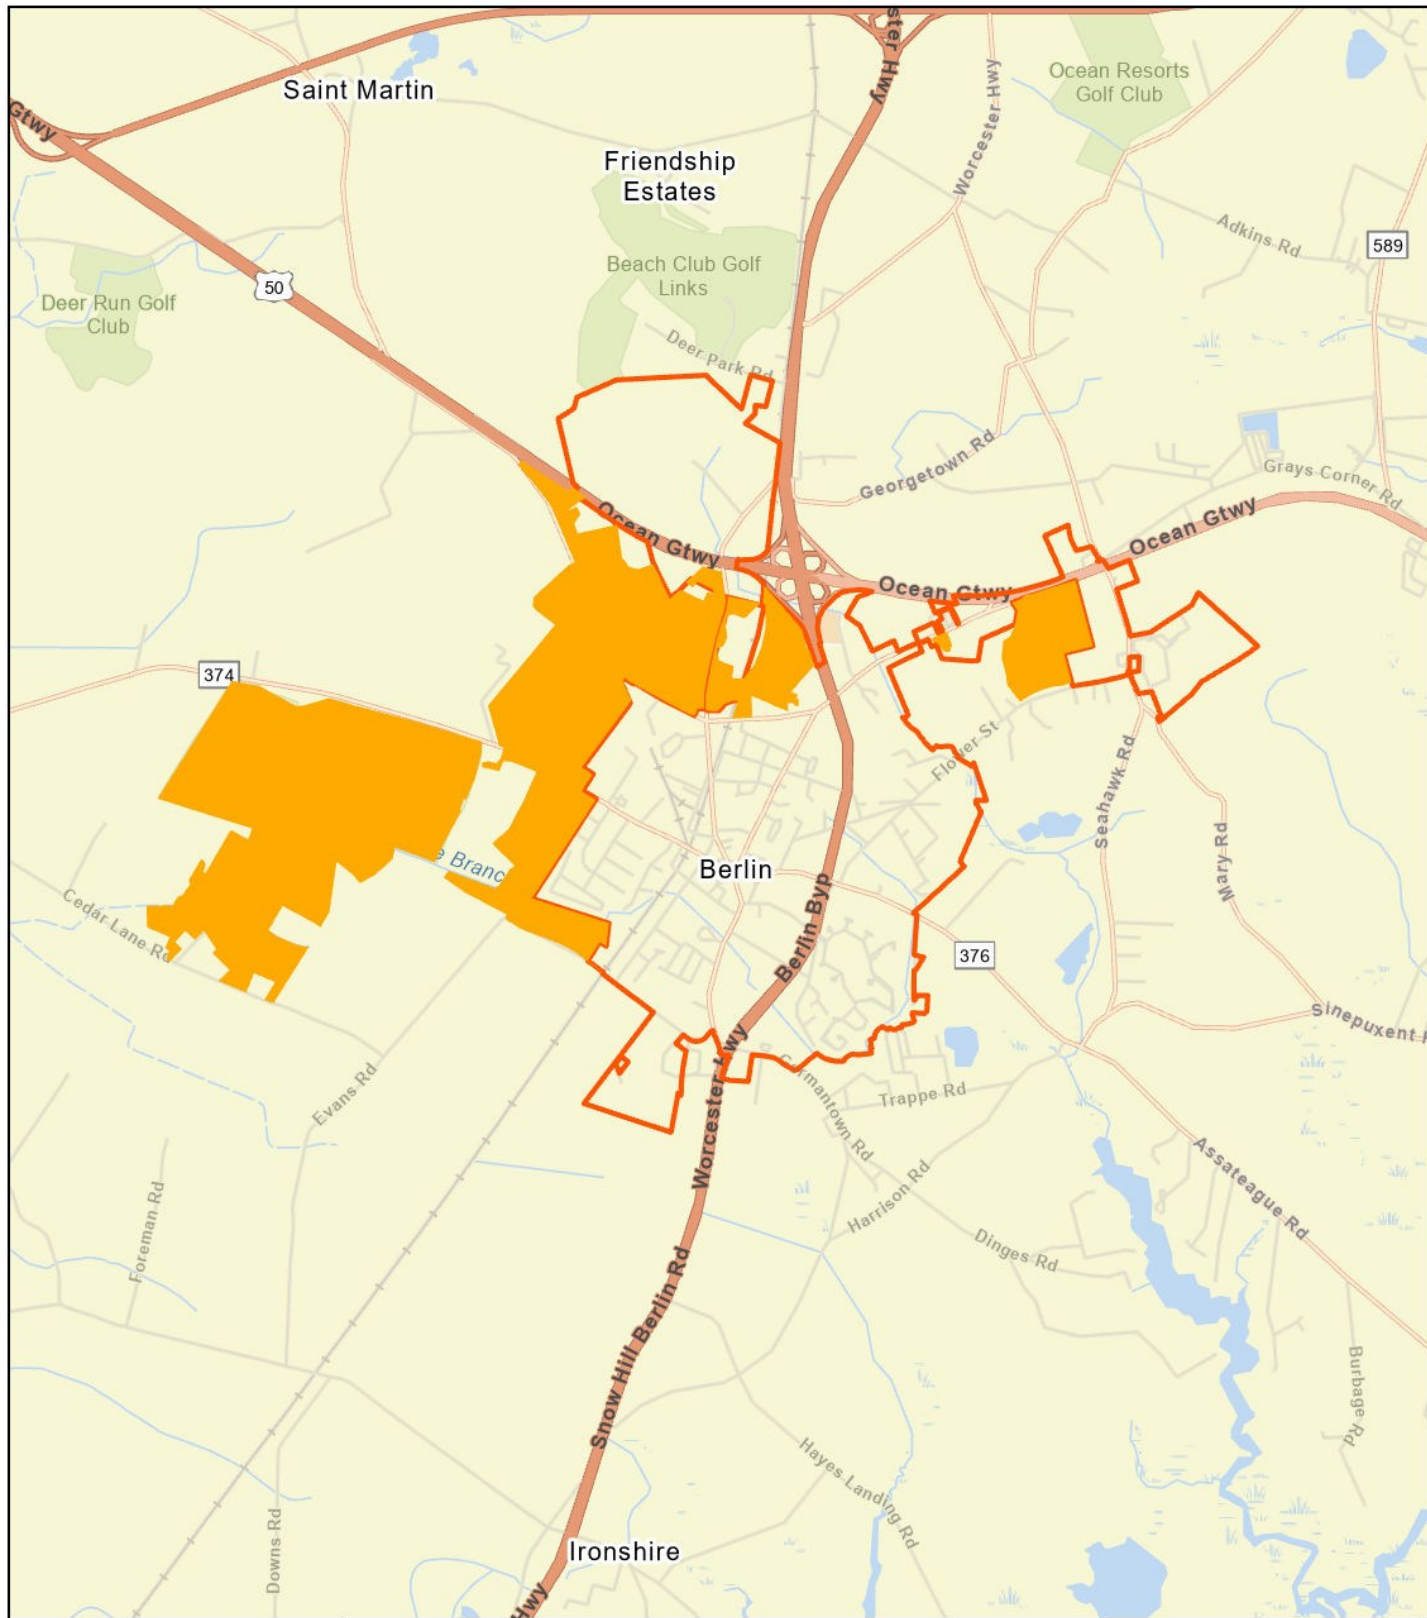 ster Hwy
Saint Martin
Ocean Resorts
Golf Club
Gtwy
Worcester Hwy
Friendship
Estates
Adkins Rd
589
Beach Club Golf
Links
50
Deer Run Golf
Club
Deer Park Rd
Georgetown Rd
Grays Corner Rd
Ocean Gtwy
Ocean Gtwy
Ocean Gtwy
374
Flower St
Seahawk Rd
Mary Rd
e Branc
Berlin
Cedar Lane Rd
Berlin Byp
376
Sinepuxent R
Worcester Hwy
Germantown Rd
Evans Rd
Trappe Rd
Assateague Rd
Harrison Rd
Foreman Rd
Dinges Rd
Snow Hill Berlin Rd
Burbage Rd
Hayes Landing Rd
Downs Rd
Ironshire
Hwy